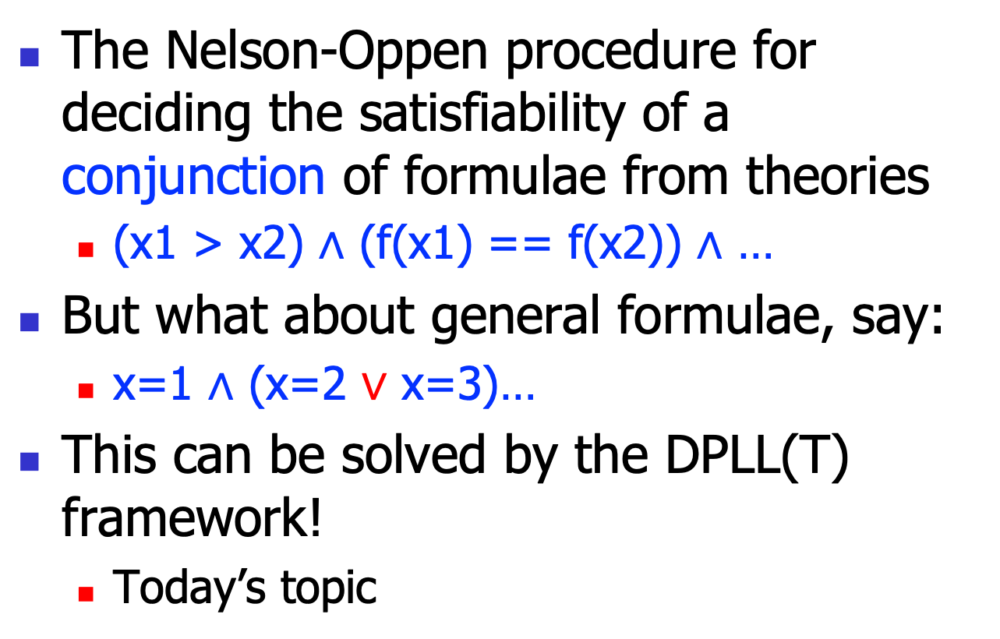 The Nelson-Oppen procedure for
deciding the satisfiability of a
conjunction of formulae from theories
(x1 > x2) ∧ (f(x1) == f(x2)) ∧ …
But what about general formulae, say:
x=1 ∧ (x=2 ∨ x=3)…
This can be solved by the DPLL(T)
framework!
Today’s topic